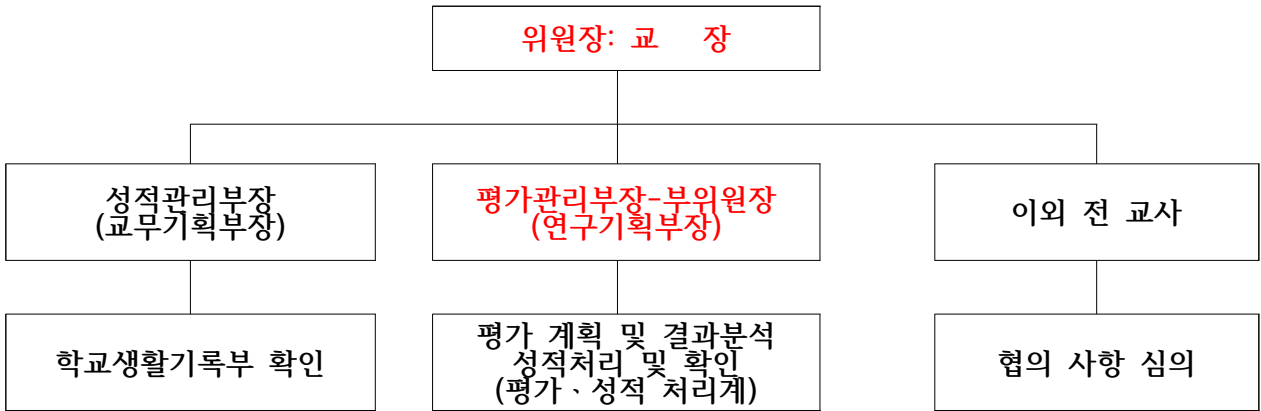 위원장: 교 장
성적관리부장
(교무기획부장)
평가관리부장-부위원장
(연구기획부장)
이외 전 교사
학교생활기록부 확인
평가 계획 및 결과분석
성적처리 및 확인
(평가ㆍ성적 처리계)
협의 사항 심의